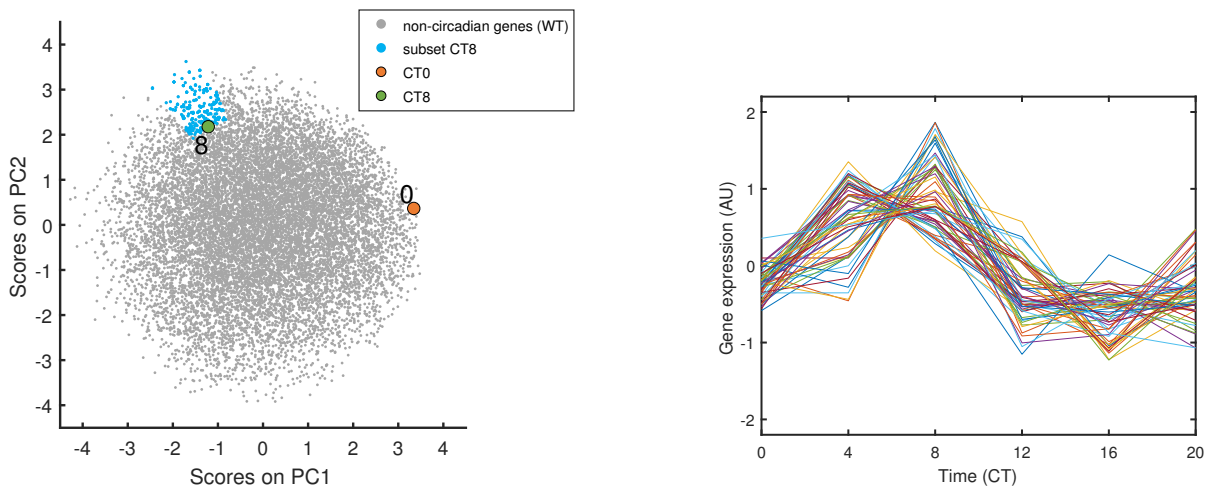 non-circadian genes (WT)
subset CT8
CT0
CT8
4
3
2
1
0
-1
-2
-3
-4
Scores on PC2
8
0
-4 -3 -2 -1 0 1 2 3 4
Scores on PC1
2
1
0
-1
-2
Gene expression (AU)
0 4 8 12 16 20
Time (CT)